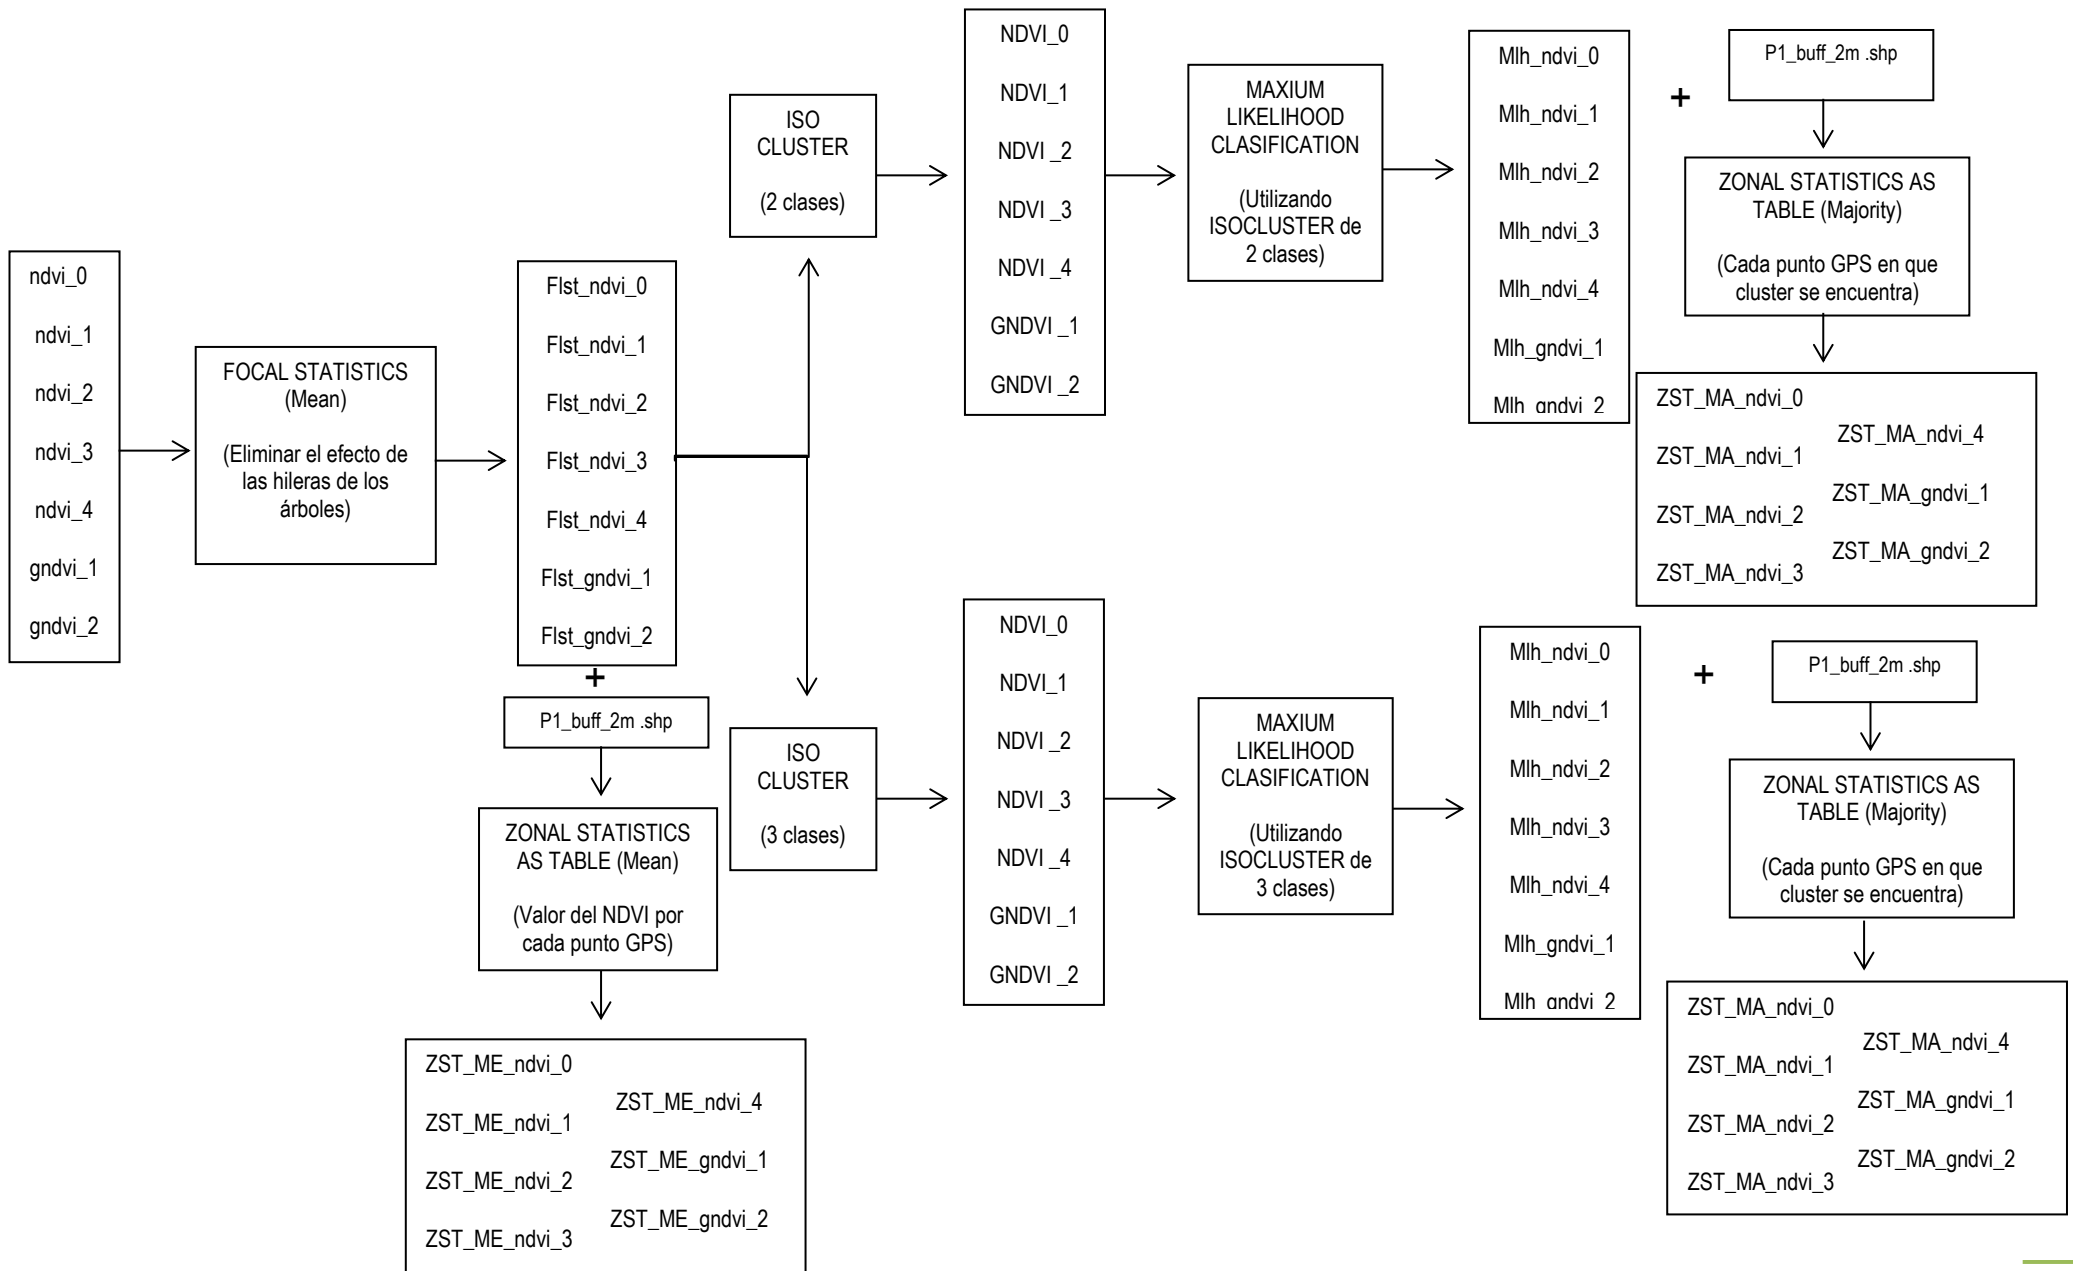 ndvi_0
ndvi_1
ndvi_2
ndvi_3
ndvi_4
gndvi_1
gndvi_2
FOCAL STATISTICS
(Mean)
(Eliminar el efecto de
las hileras de los
árboles)
Flst_ndvi_0
Flst_ndvi_1
Flst_ndvi_2
Flst_ndvi_3
Flst_ndvi_4
Flst_gndvi_1
Flst_gndvi_2
+
P1_buff_2m .shp
ZONAL STATISTICS
AS TABLE (Mean)
(Valor del NDVI por
cada punto GPS)
ZST_ME_ndvi_0
ZST_ME_ndvi_1
ZST_ME_ndvi_2
ZST_ME_ndvi_3
ZST_ME_ndvi_4
ZST_ME_gndvi_1
ZST_ME_gndvi_2
ISO
CLUSTER
(2 clases)
NDVI_0
NDVI_1
NDVI _2
NDVI _3
NDVI _4
GNDVI _1
GNDVI _2
MAXIUM
LIKELIHOOD
CLASIFICATION
(Utilizando
ISOCLUSTER de
2 clases)
Mlh_ndvi_0
Mlh_ndvi_1
Mlh_ndvi_2
Mlh_ndvi_3
Mlh_ndvi_4
Mlh_gndvi_1
Mlh_gndvi_2
+
P1_buff_2m .shp
ZONAL STATISTICS AS
TABLE (Majority)
(Cada punto GPS en que
cluster se encuentra)
ZST_MA_ndvi_0
ZST_MA_ndvi_1
ZST_MA_ndvi_2
ZST_MA_ndvi_3
ZST_MA_ndvi_4
ZST_MA_gndvi_1
ZST_MA_gndvi_2
ISO
CLUSTER
(3 clases)
NDVI_0
NDVI_1
NDVI _2
NDVI _3
NDVI _4
GNDVI _1
GNDVI _2
MAXIUM
LIKELIHOOD
CLASIFICATION
(Utilizando
ISOCLUSTER de
3 clases)
Mlh_ndvi_0
Mlh_ndvi_1
Mlh_ndvi_2
Mlh_ndvi_3
Mlh_ndvi_4
Mlh_gndvi_1
Mlh_gndvi_2
+
P1_buff_2m .shp
ZONAL STATISTICS AS
TABLE (Majority)
(Cada punto GPS en que
cluster se encuentra)
ZST_MA_ndvi_0
ZST_MA_ndvi_1
ZST_MA_ndvi_2
ZST_MA_ndvi_3
ZST_MA_ndvi_4
ZST_MA_gndvi_1
ZST_MA_gndvi_2